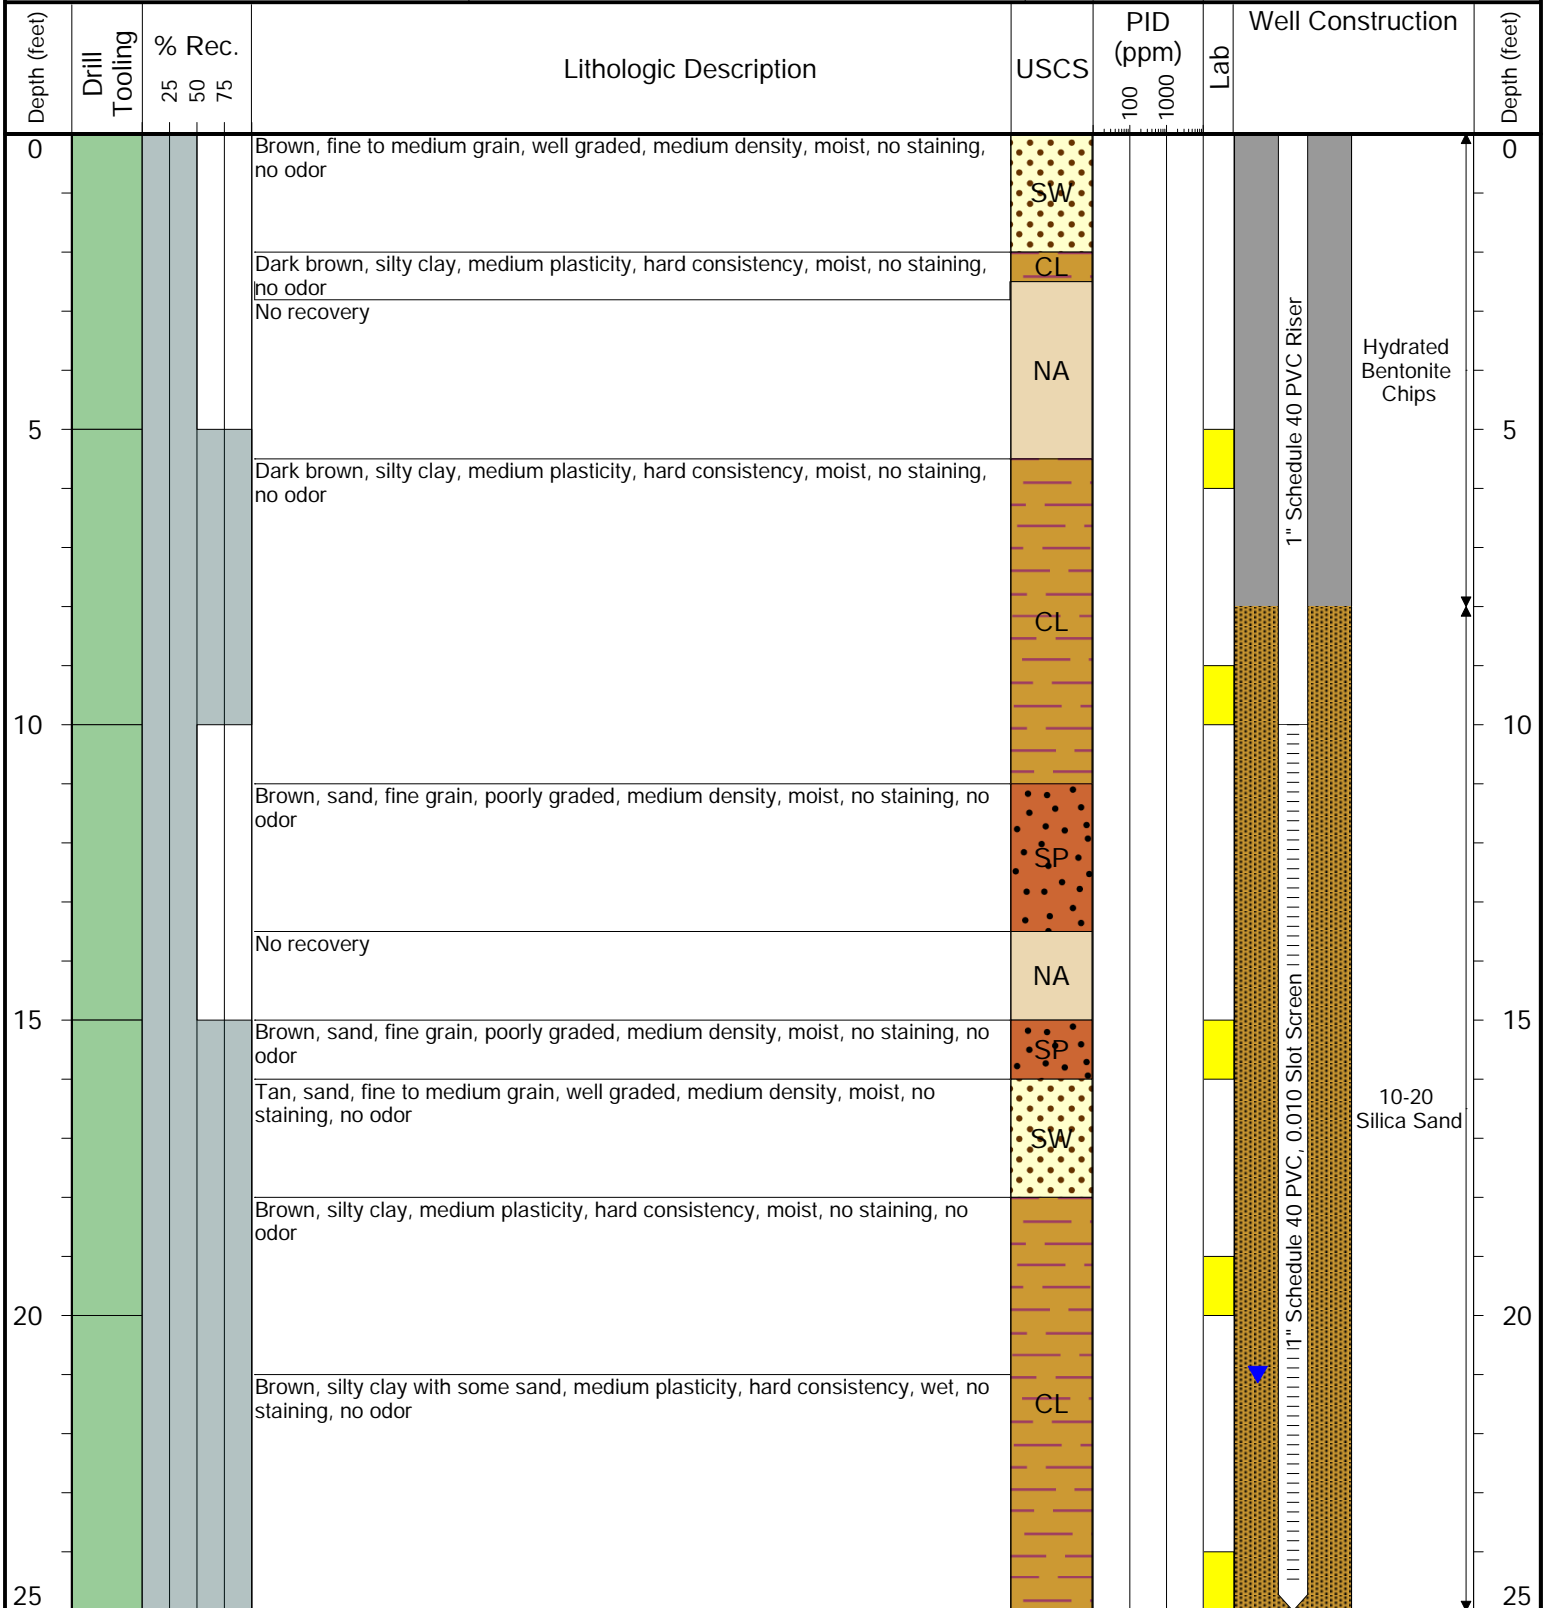 Depth (feet)
Drill
Tooling
% Rec.
25
50
75
Lithologic Description
USCS
PID
(ppm)
100
1000
Lab
Well Construction
Depth (feet)
0
Brown, fine to medium grain, well graded, medium density, moist, no staining,
no odor
SW
0
Dark brown, silty clay, medium plasticity, hard consistency, moist, no staining,
no odor
CL
No recovery
NA
1" Schedule 40 PVC Riser
Hydrated
Bentonite
Chips
5
5
Dark brown, silty clay, medium plasticity, hard consistency, moist, no staining,
no odor
CL
10
10
Brown, sand, fine grain, poorly graded, medium density, moist, no staining, no
odor
SP
No recovery
NA
15
15
Brown, sand, fine grain, poorly graded, medium density, moist, no staining, no
odor
SP
Tan, sand, fine to medium grain, well graded, medium density, moist, no
staining, no odor
SW
1" Schedule 40 PVC, 0.010 Slot Screen
10-20
Silica Sand
Brown, silty clay, medium plasticity, hard consistency, moist, no staining, no
odor
20
20
Brown, silty clay with some sand, medium plasticity, hard consistency, wet, no
staining, no odor
CL
25
25